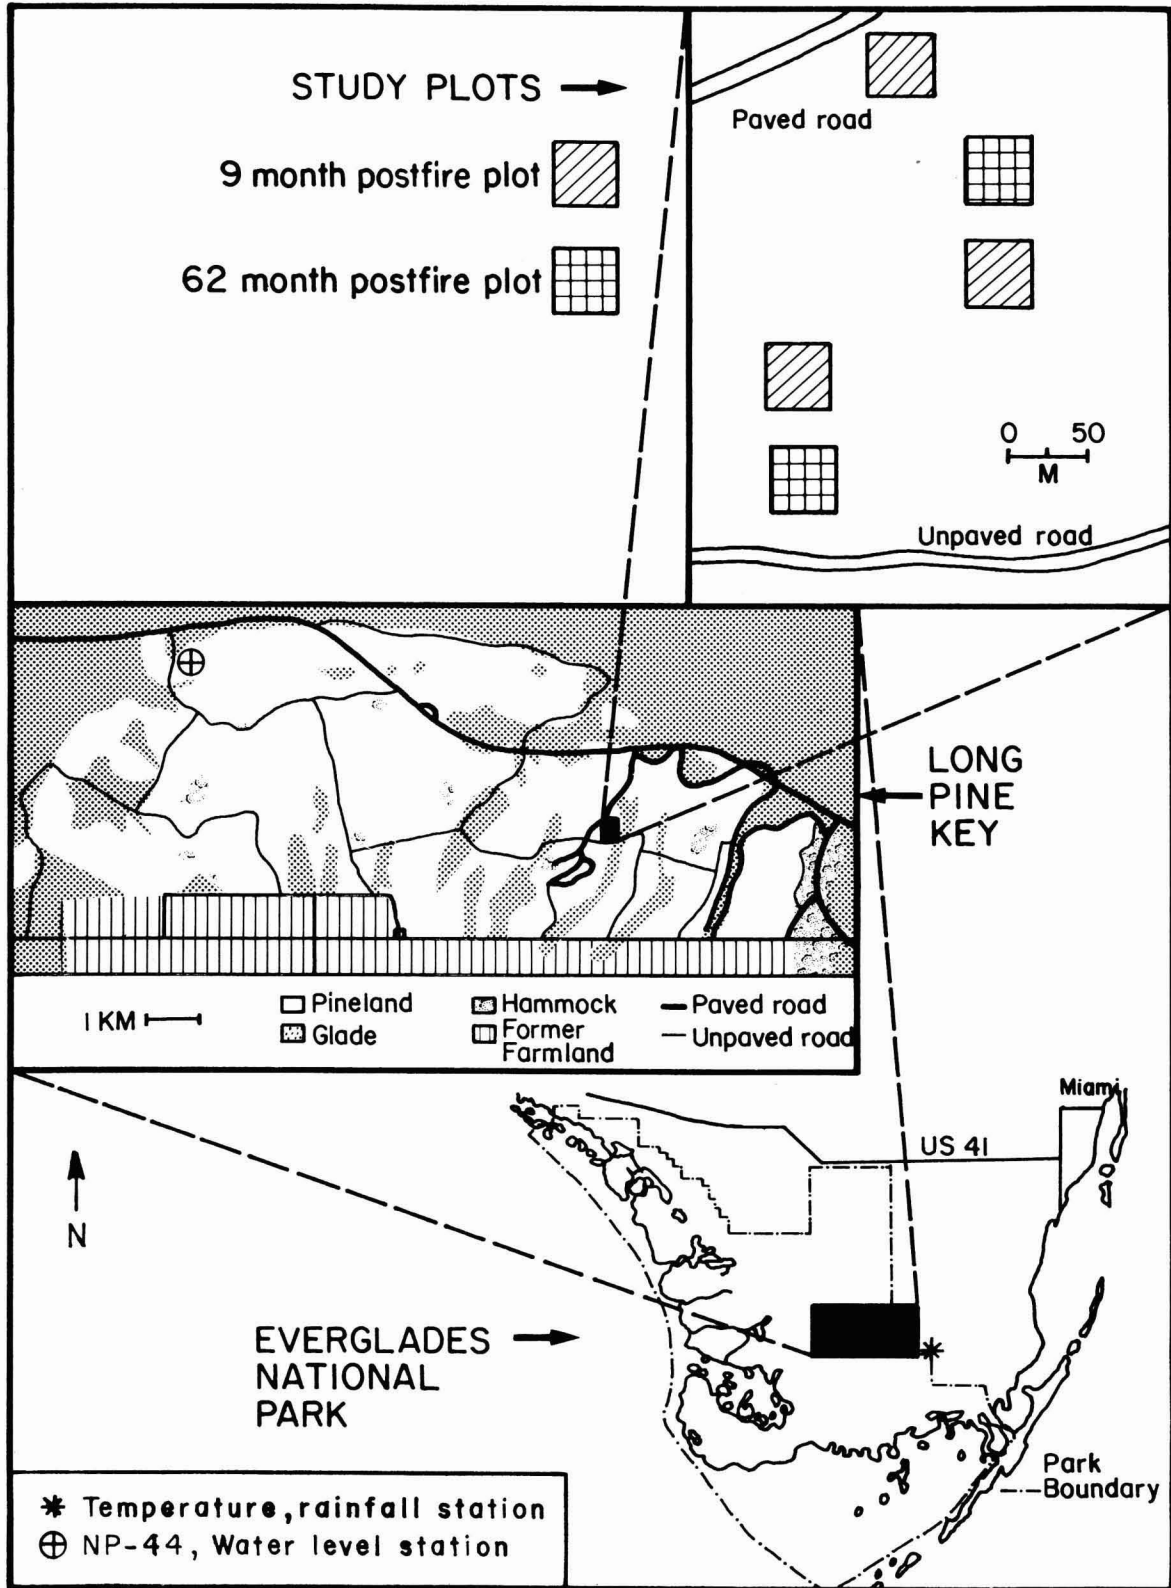 STUDY PLOTS
9 month postfire plot
62 month postfire plot
Paved road
0 50
M
Unpaved road
LONG
PINE
KEY
1 KM
Pineland
Glade
Hammock
Former
Farmland
Paved road
Unpaved road
Miami
US 41
N
EVERGLADES
NATIONAL
PARK
Park
Boundary
Temperature, rainfall station
NP-44, Water level station